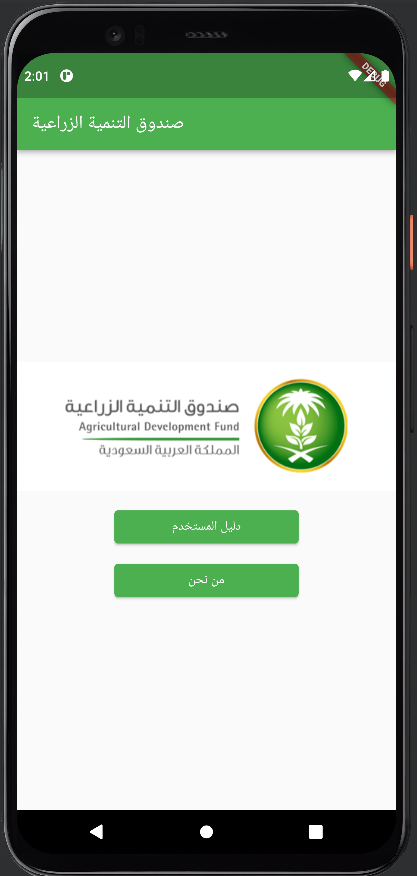 2:01
DEBUG
صندوق التنمية الزراعية
صندوق التنمية الزراعية
Agricultural Development Fund
المملكة العربية السعودية
دليل المستخدم
من نحن